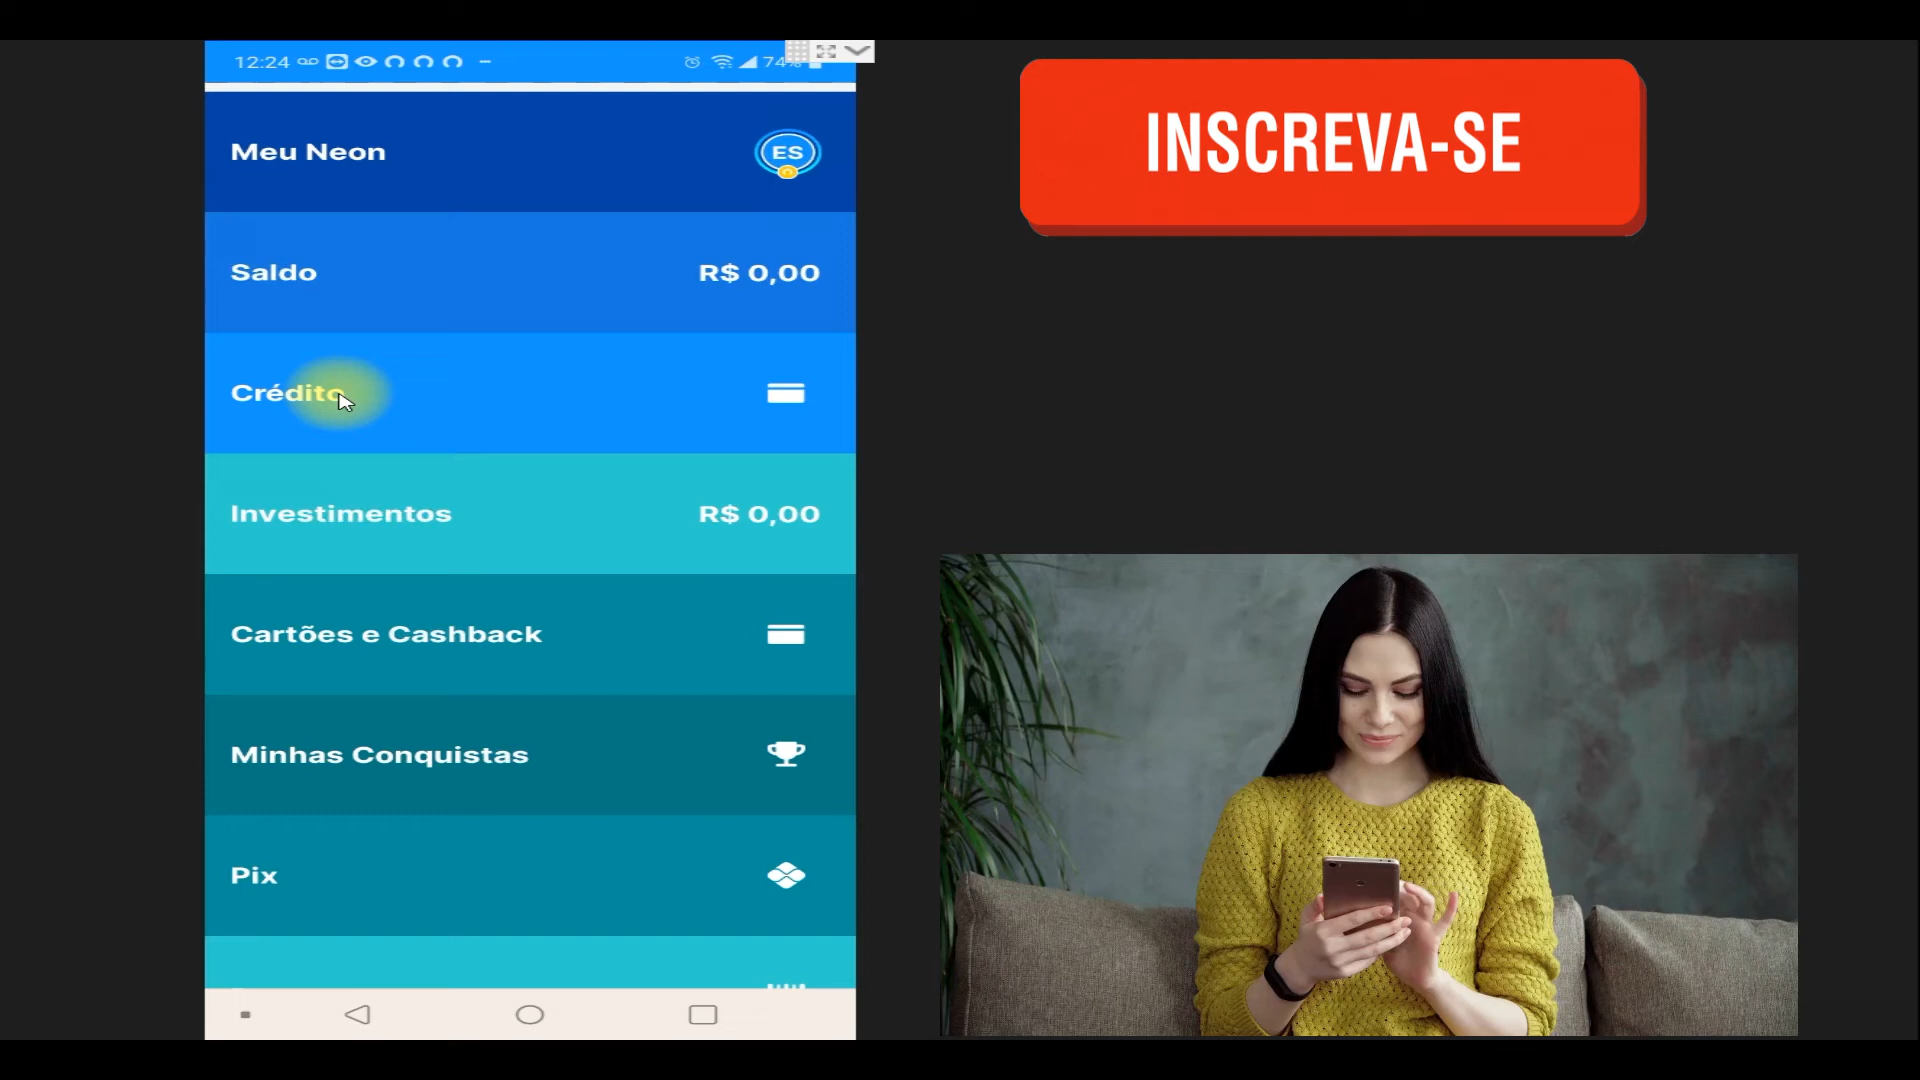 12:24
74%
Meu Neon
ES
Saldo
R$ 0,00
Crédito
Investimentos
R$ 0,00
Cartões e Cashback
Minhas Conquistas
Pix
INSCREVA-SE